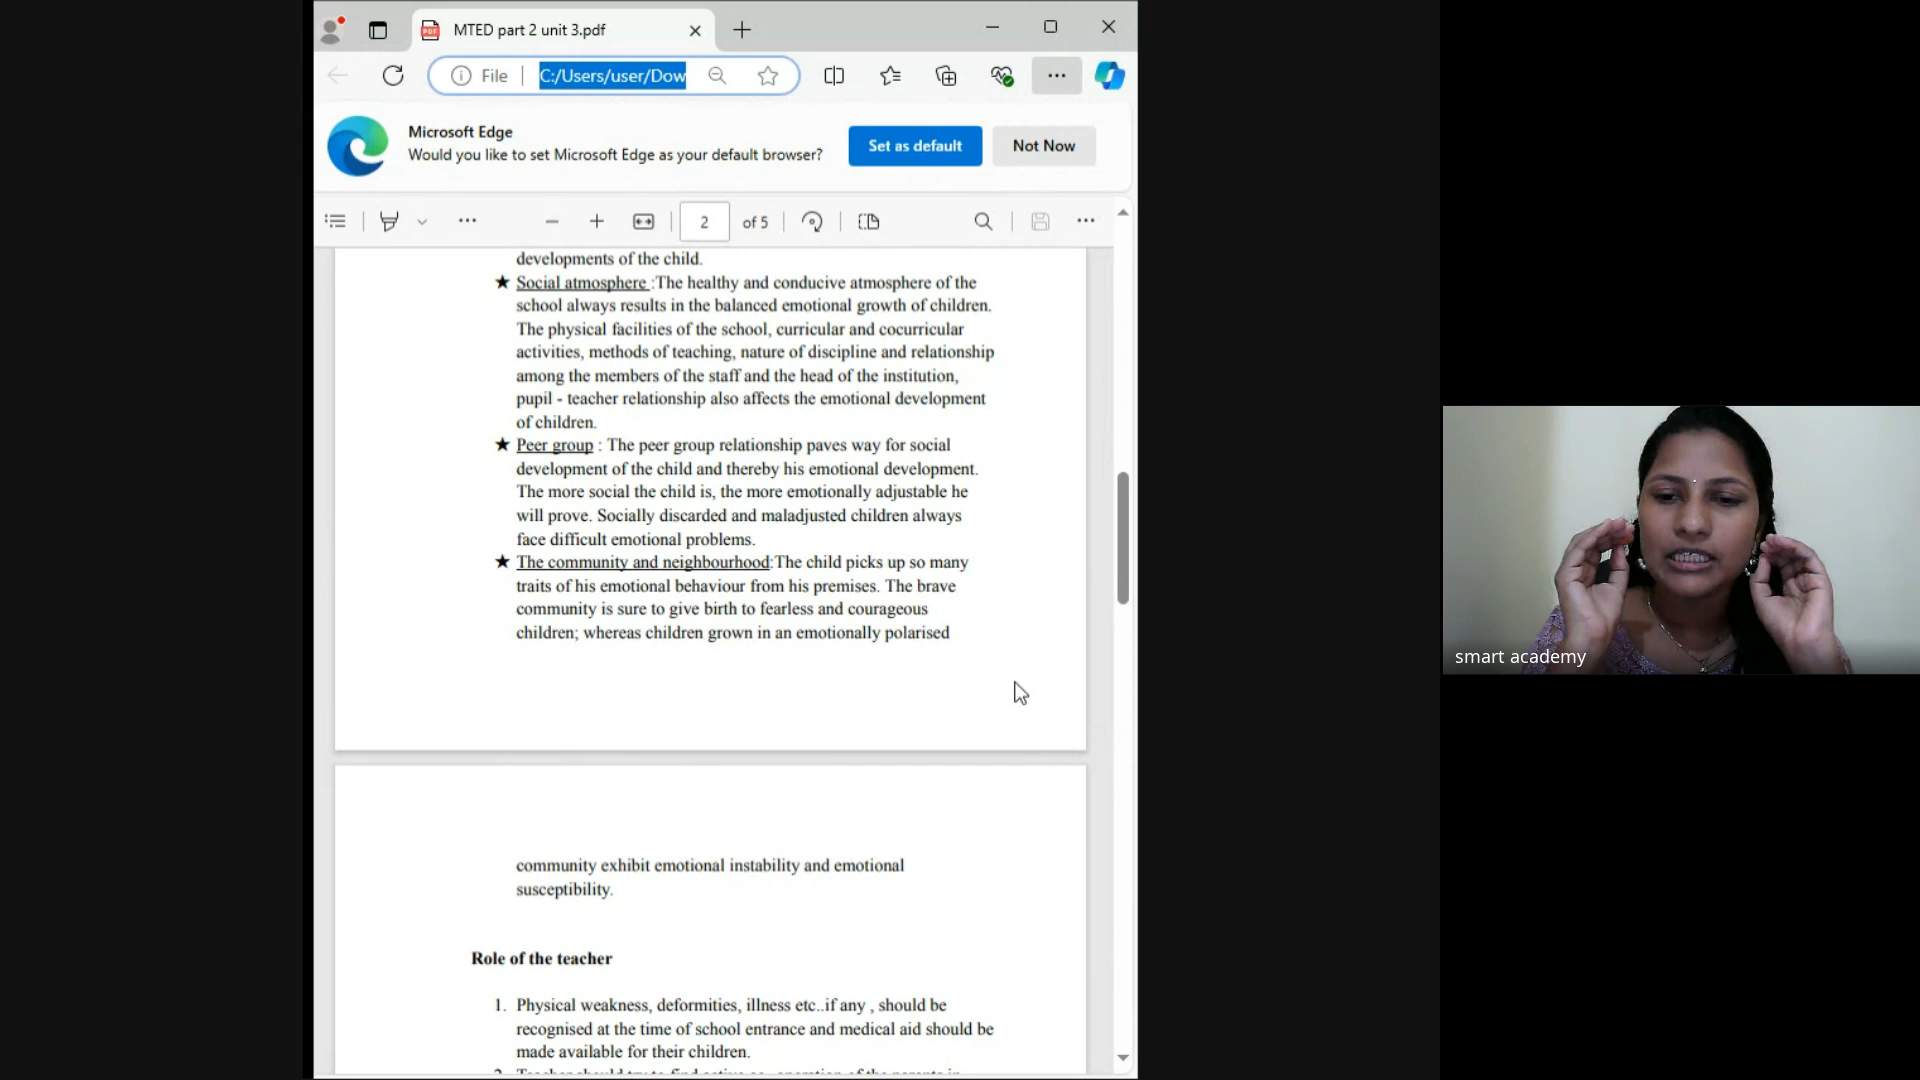 MTED part 2 unit 3.pdf
File
C:/Users/user/Dow
Microsoft Edge
Would you like to set Microsoft Edge as your default browser?
Set as default
Not Now
2 of 5
developments of the child.
★ Social atmosphere :The healthy and conducive atmosphere of the
school always results in the balanced emotional growth of children.
The physical facilities of the school, curricular and cocurricular
activities, methods of teaching, nature of discipline and relationship
among the members of the staff and the head of the institution,
pupil - teacher relationship also affects the emotional development
of children.
★ Peer group : The peer group relationship paves way for social
development of the child and thereby his emotional development.
The more social the child is, the more emotionally adjustable he
will prove. Socially discarded and maladjusted children always
face difficult emotional problems.
★ The community and neighbourhood:The child picks up so many
traits of his emotional behaviour from his premises. The brave
community is sure to give birth to fearless and courageous
children; whereas children grown in an emotionally polarised
community exhibit emotional instability and emotional
susceptibility.
Role of the teacher
1. Physical weakness, deformities, illness etc..if any , should be
recognised at the time of school entrance and medical aid should be
made available for their children.
smart academy